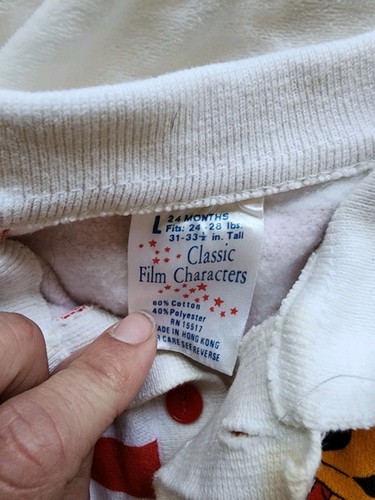 L 24 MONTHS
Fits: 24-28 lbs.
31-33½ in. Tall
Classic
Film Characters
60% Cotton
40% Polyester
RN 15517
MADE IN HONG KONG
CARE SEE REVERSE